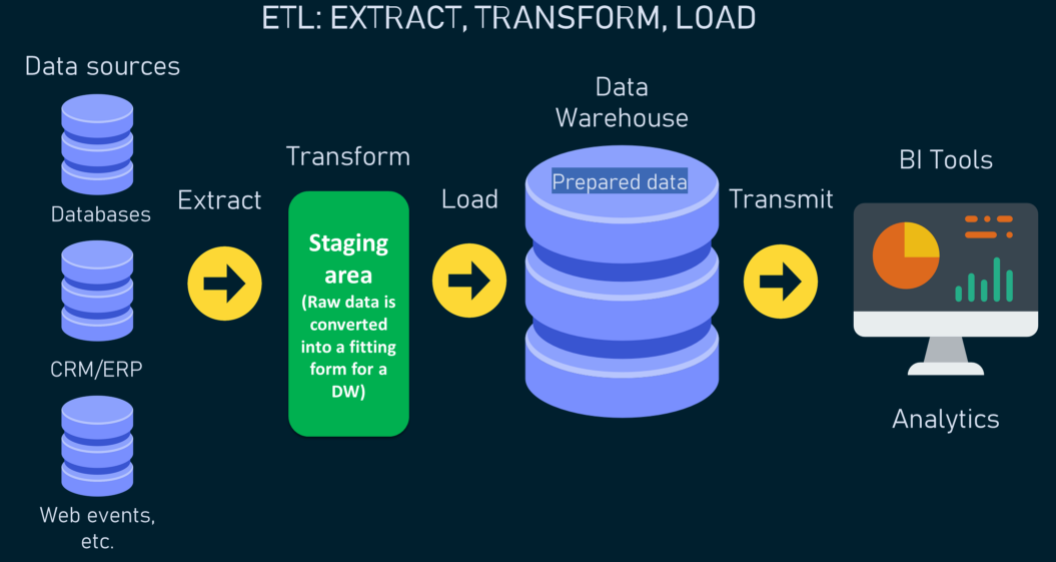 ETL: EXTRACT, TRANSFORM, LOAD
Data sources
Databases
CRM/ERP
Web events,
etc.
Extract
Transform
Staging
area
(Raw data is
converted
into a fitting
form for a
DW)
Load
Data
Warehouse
Prepared data
Transmit
BI Tools
Analytics